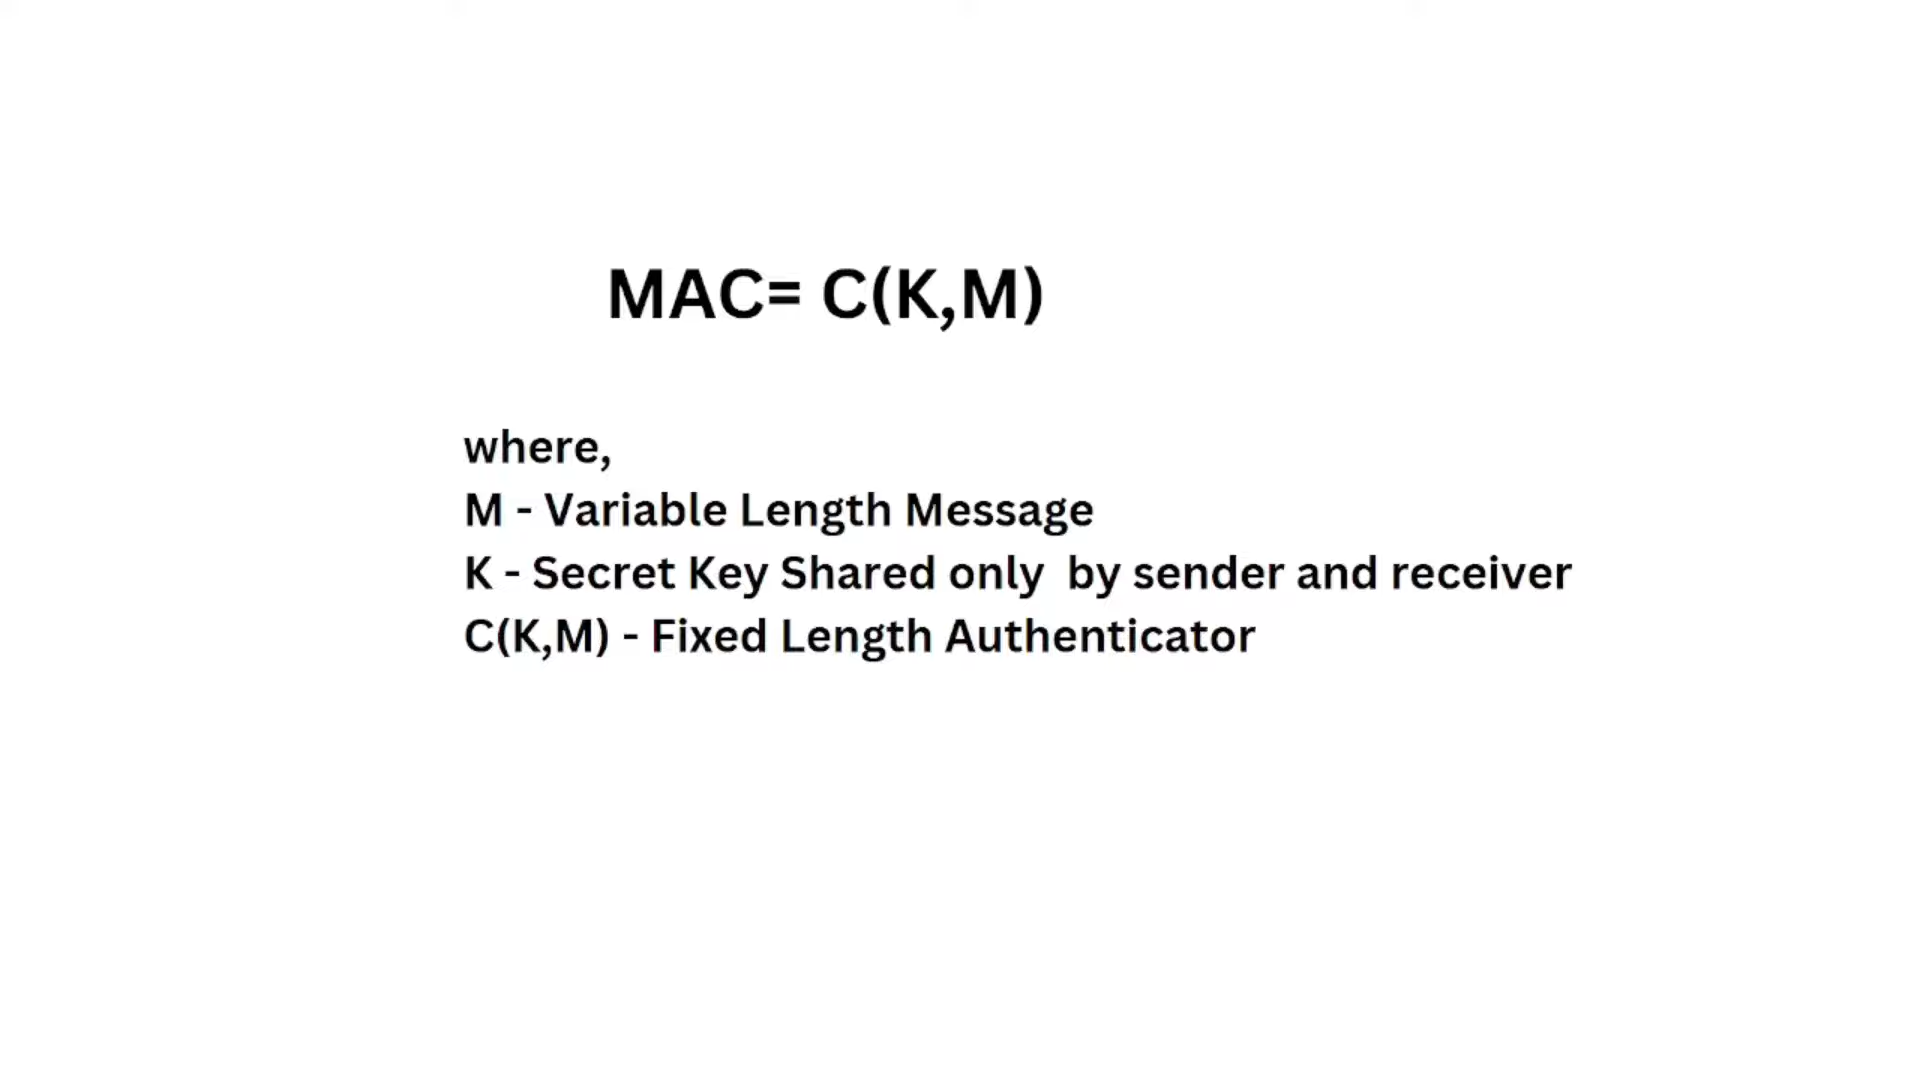 MAC= C(K,M)
where,
M - Variable Length Message
K - Secret Key Shared only  by sender and receiver
C(K,M) - Fixed Length Authenticator